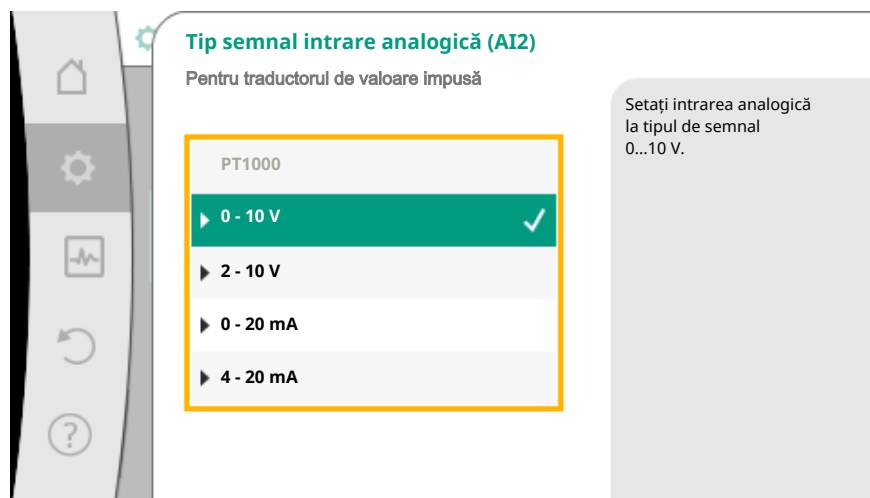 Tip semnal intrare analogică (AI2)
Pentru traductorul de valoare impusă
PT1000
0 - 10 V
2 - 10 V
0 - 20 mA
4 - 20 mA
Setați intrarea analogică
la tipul de semnal
0...10 V.